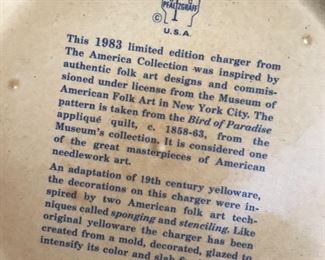 PFALTZGRAFF
©
U.S.A.
This 1983 limited edition charger from
The America Collection was inspired by
authentic folk art designs and commis-
sioned under license from the Museum of
American Folk Art in New York City. The
pattern is taken from the Bird of Paradise
appliqué quilt, c. 1858-63, from the
Museum's collection. It is considered one
of the great masterpieces of American
needlework art.
An adaptation of 19th century yelloware,
the decorations on this charger were in-
spired by two American folk art tech-
niques called sponging and stenciling. Like
original yelloware the charger has been
created from a mold, decorated, glazed to
intensify its color and